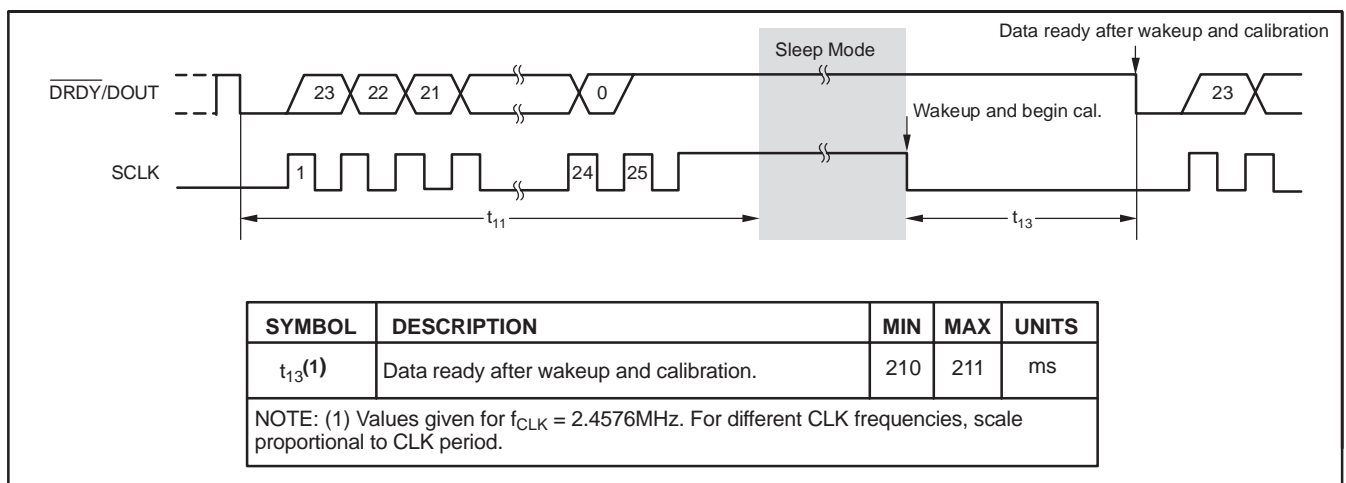 Data ready after wakeup and calibration
Sleep Mode
DRDY/DOUT
23
22
21
0
23
Wakeup and begin cal.
SCLK
1
24
25
t11
t13
SYMBOL DESCRIPTION MIN MAX UNITS
t13(1) Data ready after wakeup and calibration. 210 211 ms
NOTE: (1) Values given for fCLK = 2.4576MHz. For different CLK frequencies, scale
proportional to CLK period.